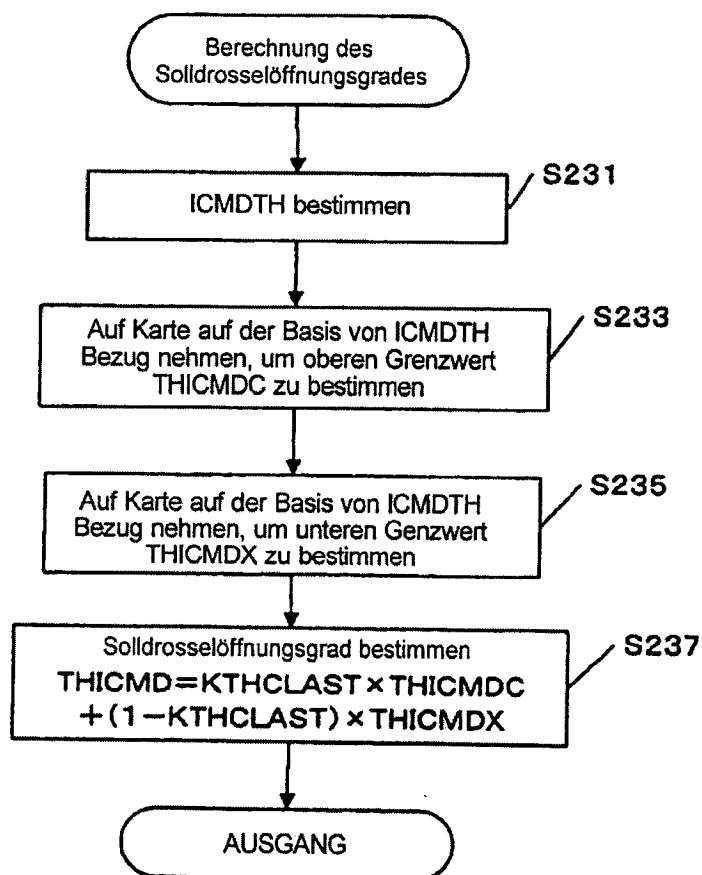 Berechnung des
Solldrosselöffnungsgrades
S231
ICMDTH bestimmen
S233
Auf Karte auf der Basis von ICMDTH
Bezug nehmen, um oberen Grenzwert
THICMDC zu bestimmen
S235
Auf Karte auf der Basis von ICMDTH
Bezug nehmen, um unteren Genzwert
THICMDX zu bestimmen
S237
Solldrosselöffnungsgrad bestimmen
THICMD=KTHCLAST×THICMDC
+(1−KTHCLAST)×THICMDX
AUSGANG